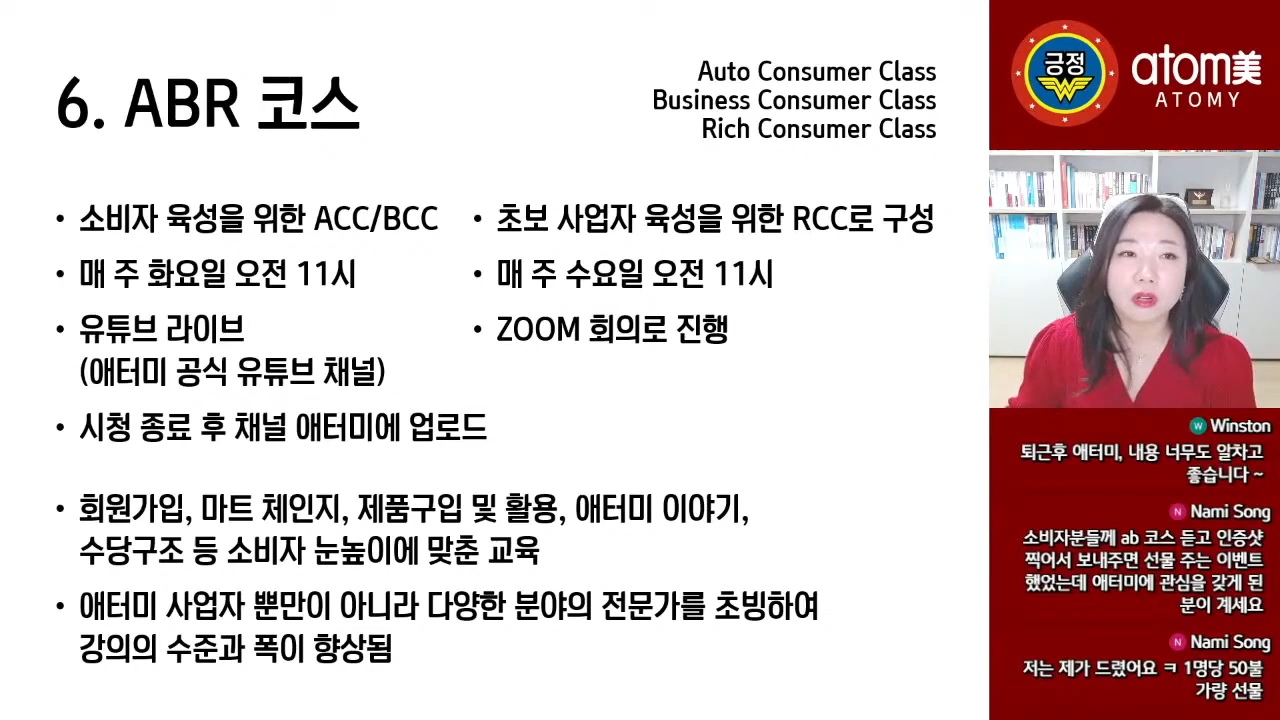 6. ABR 코스
Auto Consumer Class
Business Consumer Class
Rich Consumer Class
• 소비자 육성을 위한 ACC/BCC
• 매 주 화요일 오전 11시
• 유튜브 라이브
(애터미 공식 유튜브 채널)
• 시청 종료 후 채널 애터미에 업로드
• 초보 사업자 육성을 위한 RCC로 구성
• 매 주 수요일 오전 11시
• ZOOM 회의로 진행
• 회원가입, 마트 체인지, 제품구입 및 활용, 애터미 이야기,
수당구조 등 소비자 눈높이에 맞춘 교육
• 애터미 사업자 뿐만이 아니라 다양한 분야의 전문가를 초빙하여
강의의 수준과 폭이 향상됨
긍정
atom美
ATOMY
W Winston
퇴근후 애터미, 내용 너무도 알차고
좋습니다 ~
N Nami Song
소비자분들께 ab 코스 듣고 인증샷
찍어서 보내주면 선물 주는 이벤트
했었는데 애터미에 관심을 갖게 된
분이 계세요
N Nami Song
저는 제가 드렸어요 ㅋ 1명당 50불
가량 선물